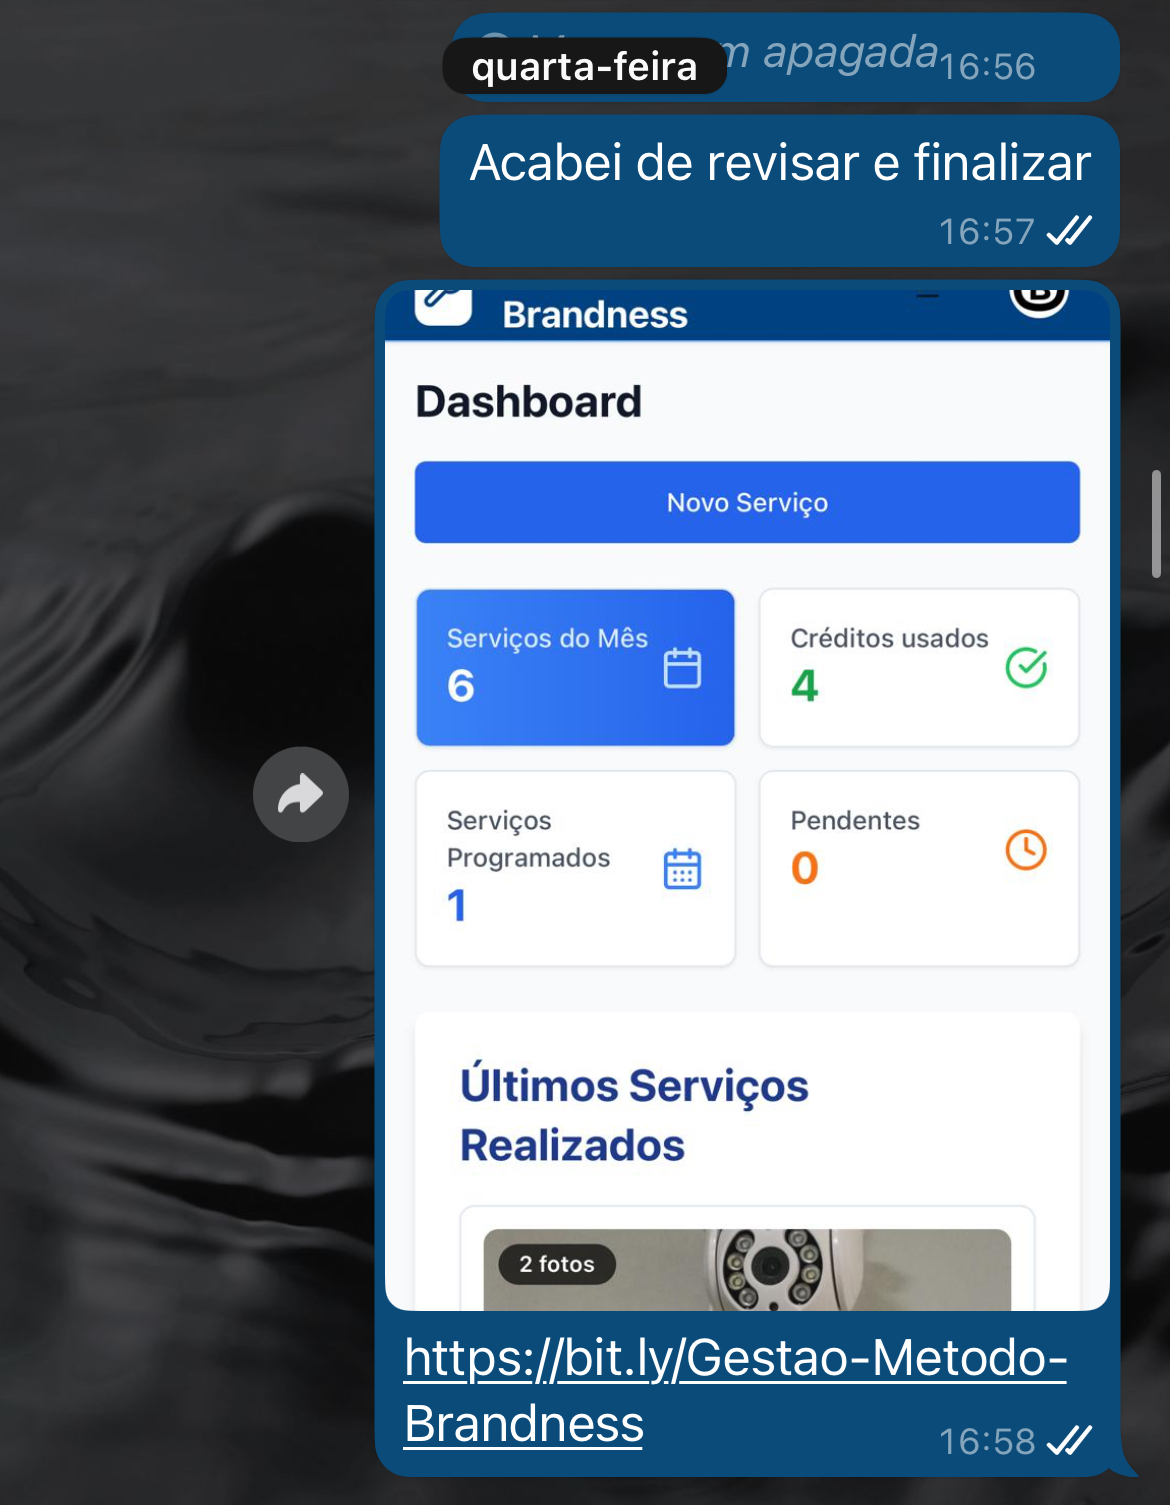 quarta-feira
m apagada 16:56
Acabei de revisar e finalizar
16:57
Brandness
B
Dashboard
Novo Serviço
Serviços do Mês
6
Créditos usados
4
Serviços
Programados
1
Pendentes
0
Últimos Serviços
Realizados
2 fotos
https://bit.ly/Gestao-Metodo-
Brandness
16:58